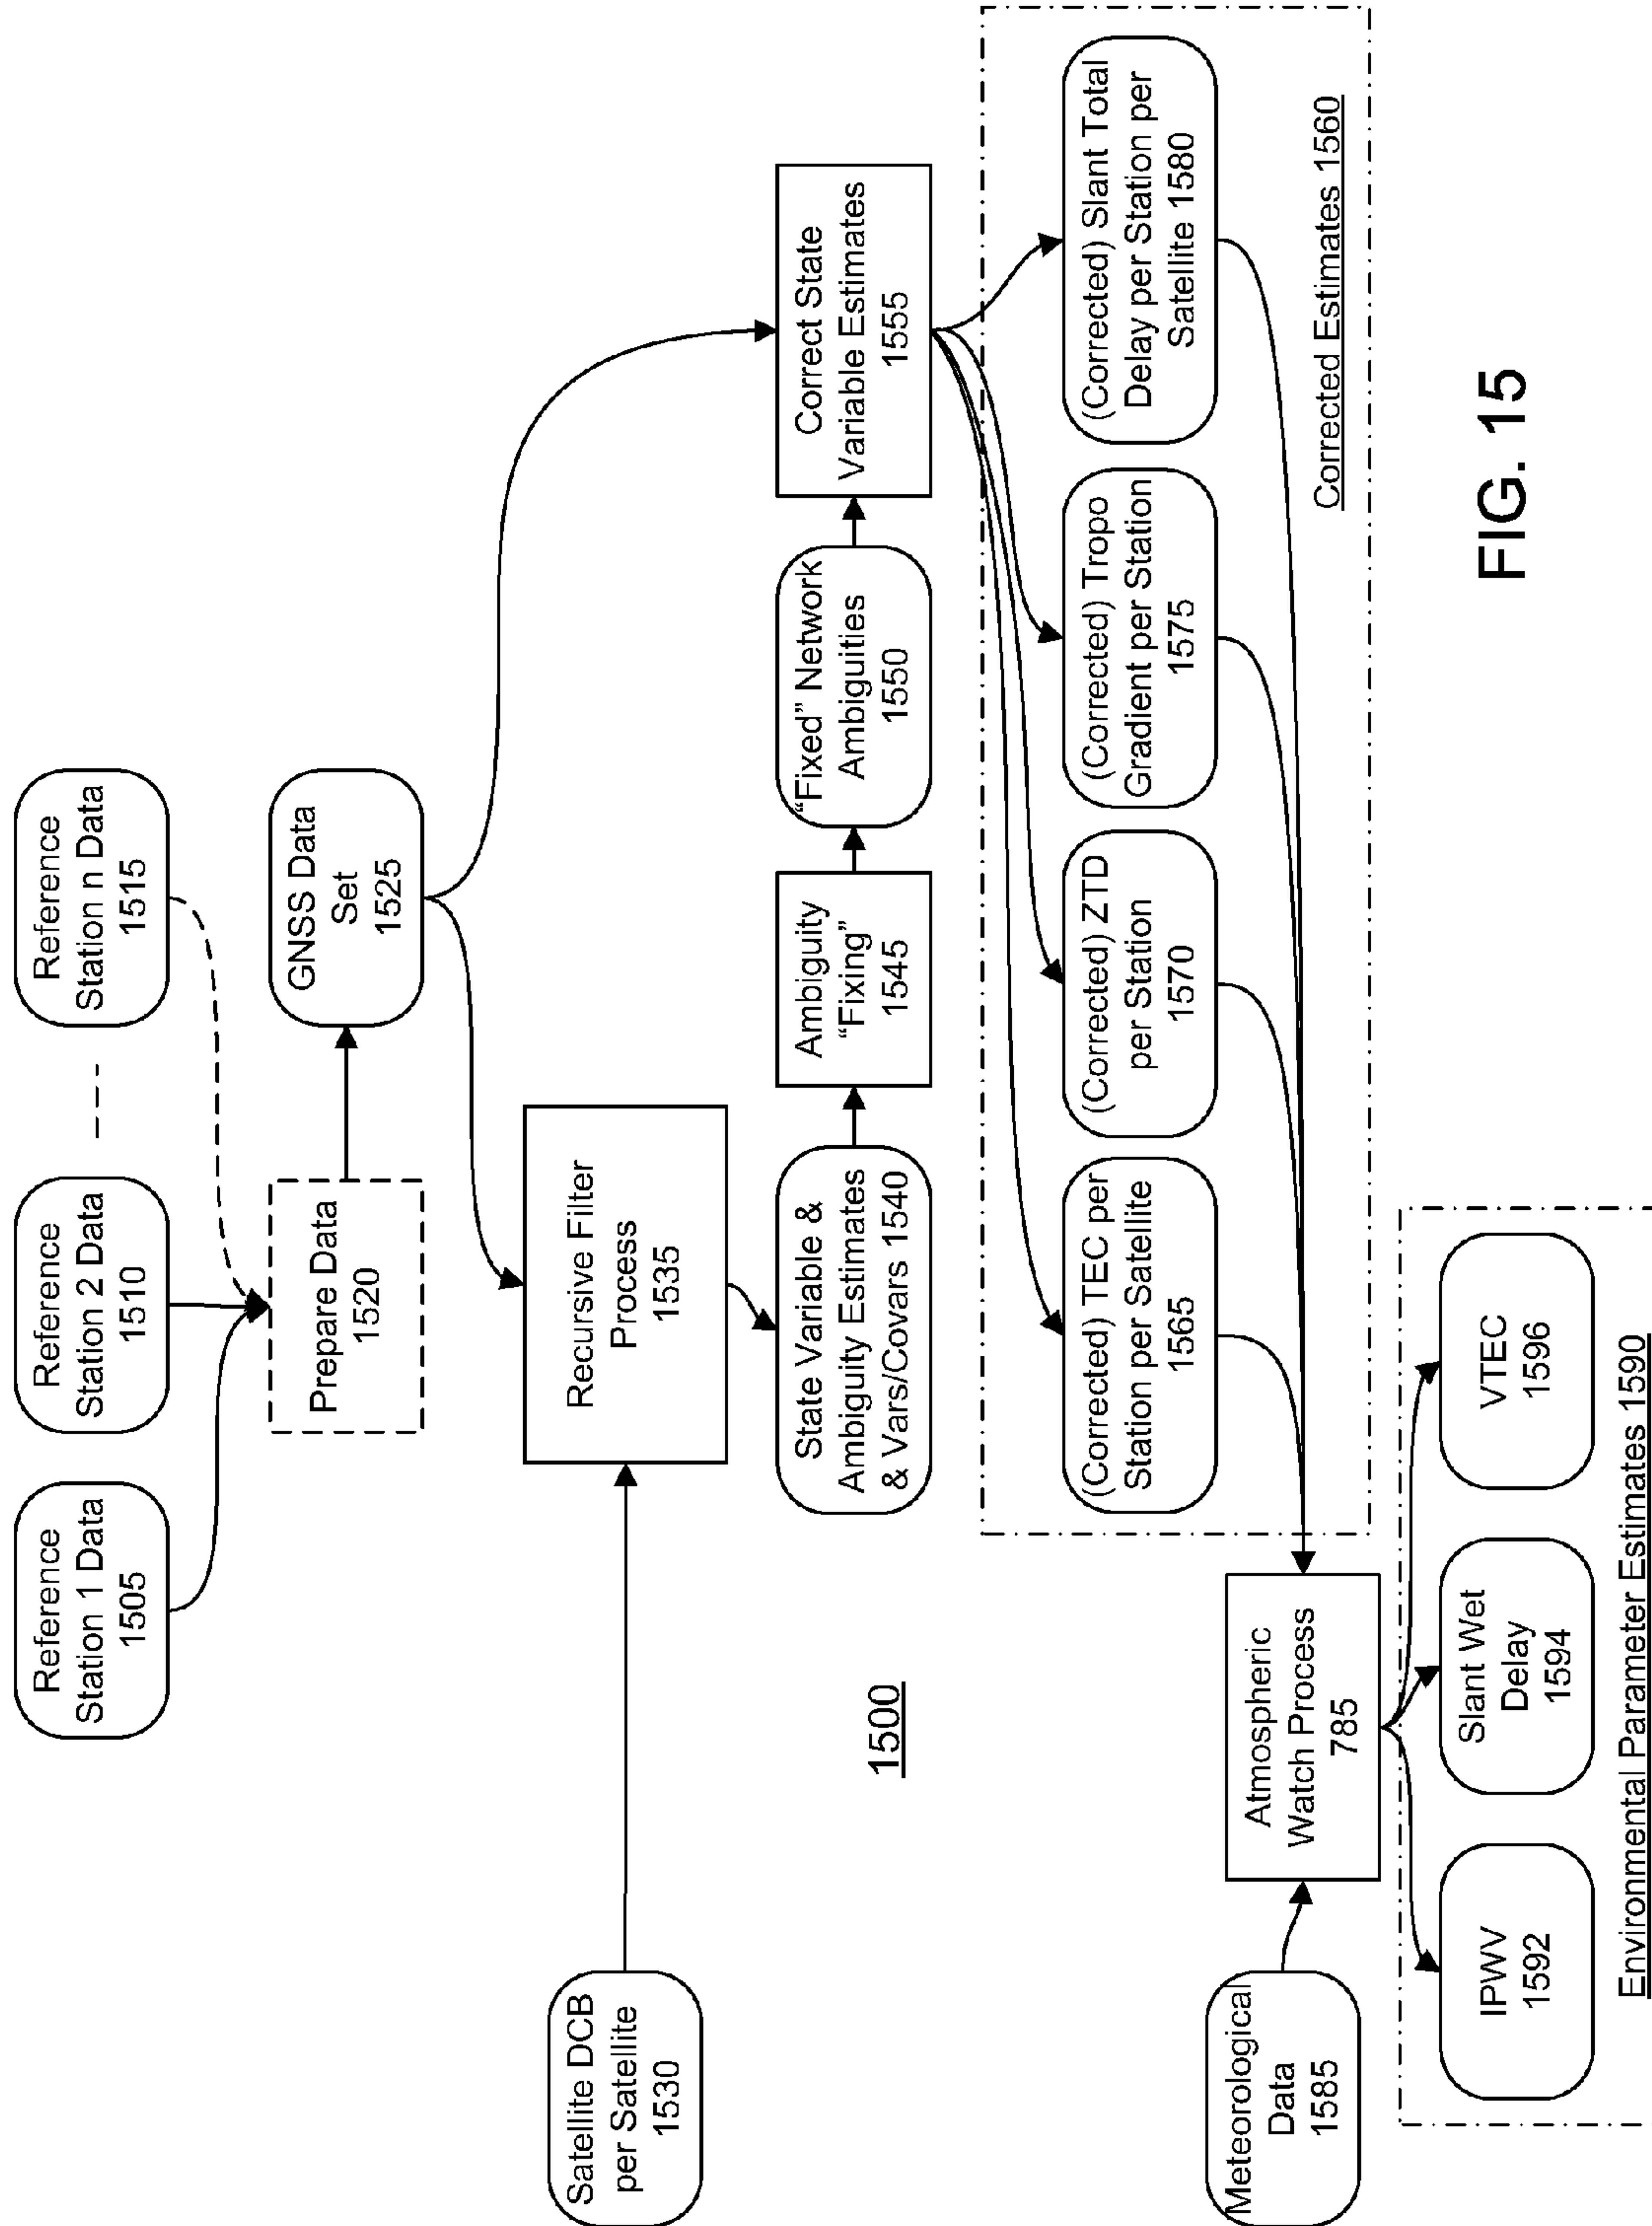 Reference
Station 1 Data
1505
Reference
Station 2 Data
1510
Reference
Station n Data
1515
Prepare Data
1520
GNSS Data
Set
1525
Satellite DCB
per Satellite
1530
Recursive Filter
Process
1535
State Variable &
Ambiguity Estimates
& Vars/Covars 1540
Ambiguity
“Fixing”
1545
“Fixed” Network
Ambiguities
1550
Correct State
Variable Estimates
1555
1500
(Corrected) TEC per
Station per Satellite
1565
(Corrected) ZTD
per Station
1570
(Corrected) Tropo
Gradient per Station
1575
(Corrected) Slant Total
Delay per Station per
Satellite 1580
Corrected Estimates 1560
Meteorological
Data
1585
Atmospheric
Watch Process
785
IPWV
1592
Slant Wet
Delay
1594
VTEC
1596
Environmental Parameter Estimates 1590
FIG. 15